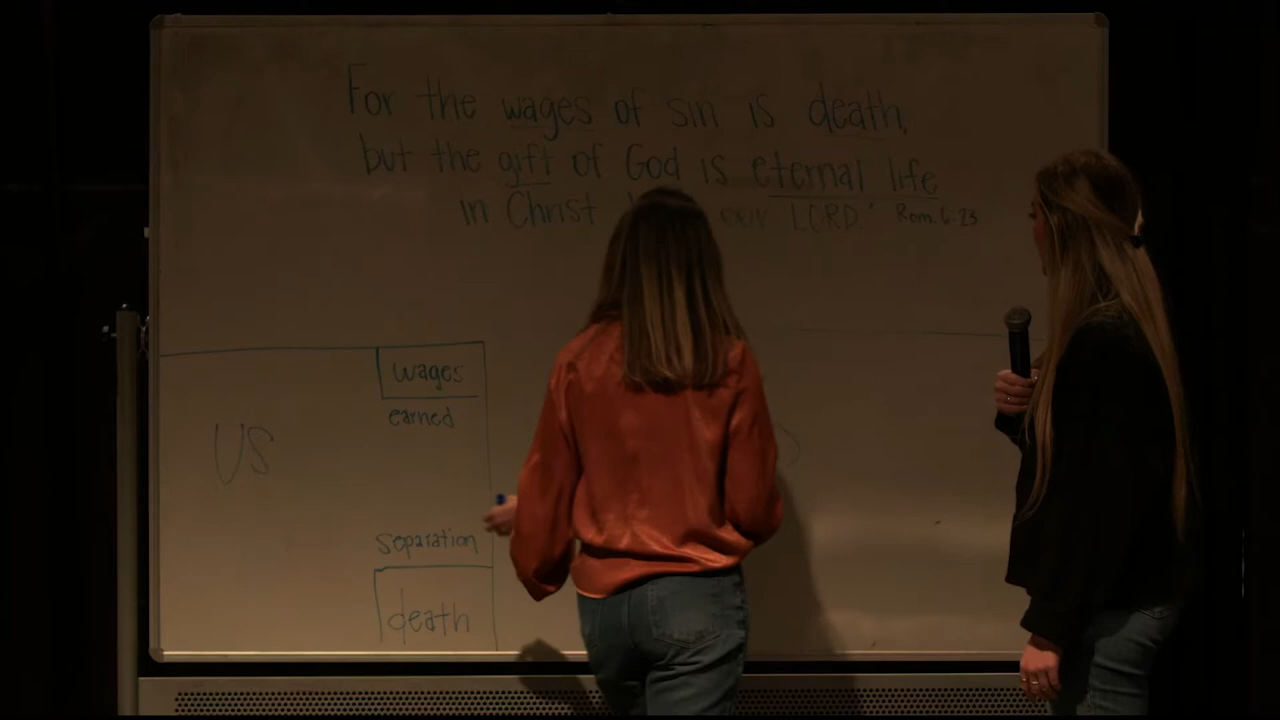 For the wages of sin is death,
but the gift of God is eternal life
in Christ our LORD." Rom. 6:23
wages
earned
US
separation
death